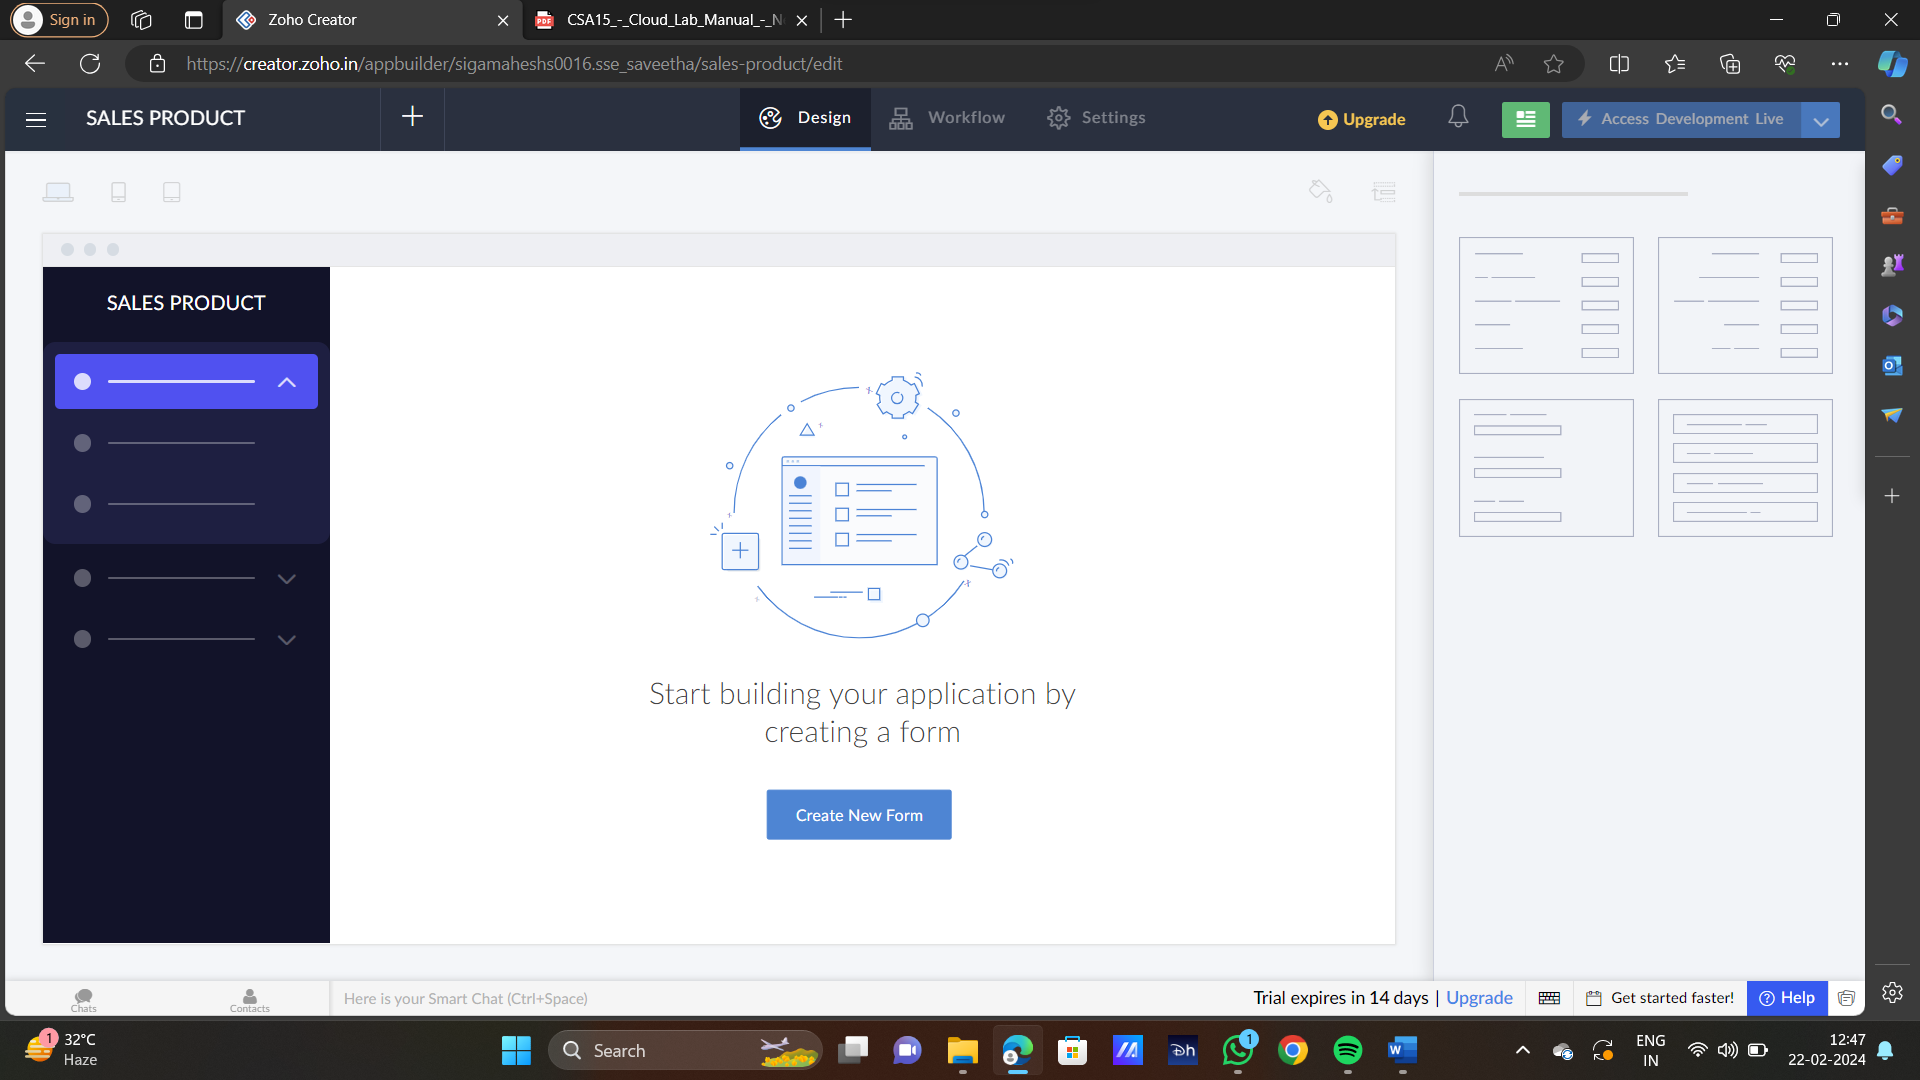 Sign in
Zoho Creator
CSA15_-_Cloud_Lab_Manual_-_N
https://creator.zoho.in/appbuilder/sigamaheshs0016.sse_saveetha/sales-product/edit
SALES PRODUCT
Design
Workflow
Settings
Upgrade
Access Development Live
SALES PRODUCT
Start building your application by
creating a form
Create New Form
Chats
Contacts
Here is your Smart Chat (Ctrl+Space)
Trial expires in 14 days | Upgrade
Get started faster!
Help
1
32°C
Haze
Search
1
ENG
IN
12:47
22-02-2024